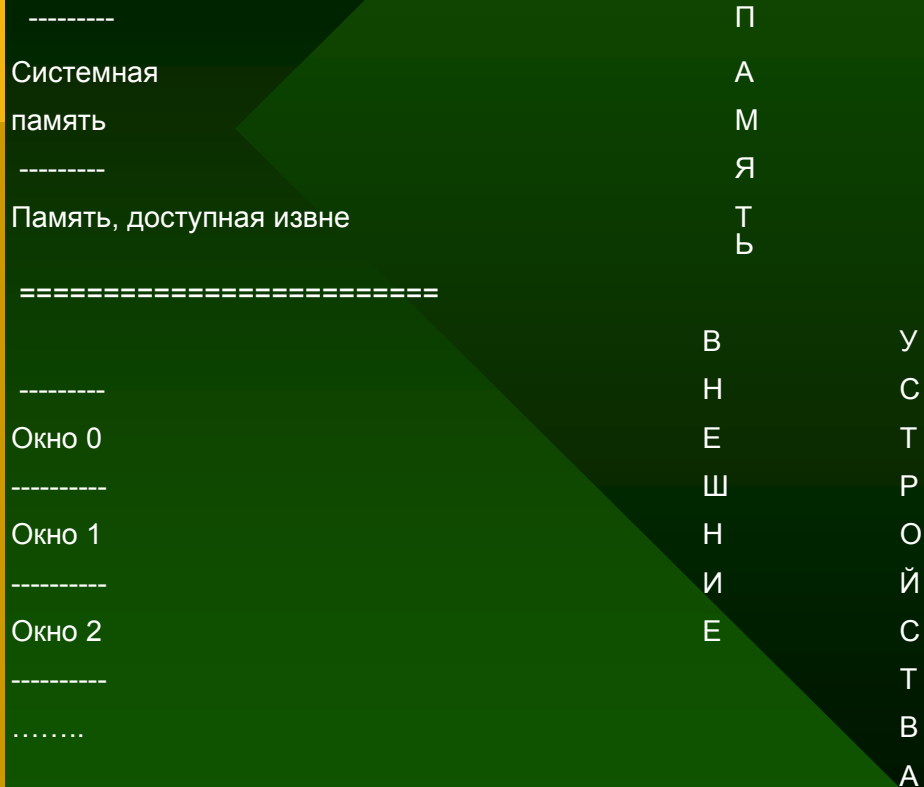 --------- П
Системная А
память М
--------- Я
Память, доступная извне Т
Ь
=========================
В У
--------- Н С
Окно 0 Е Т
---------- Ш Р
Окно 1 Н О
---------- И Й
Окно 2 Е С
---------- Т
…….. В
А